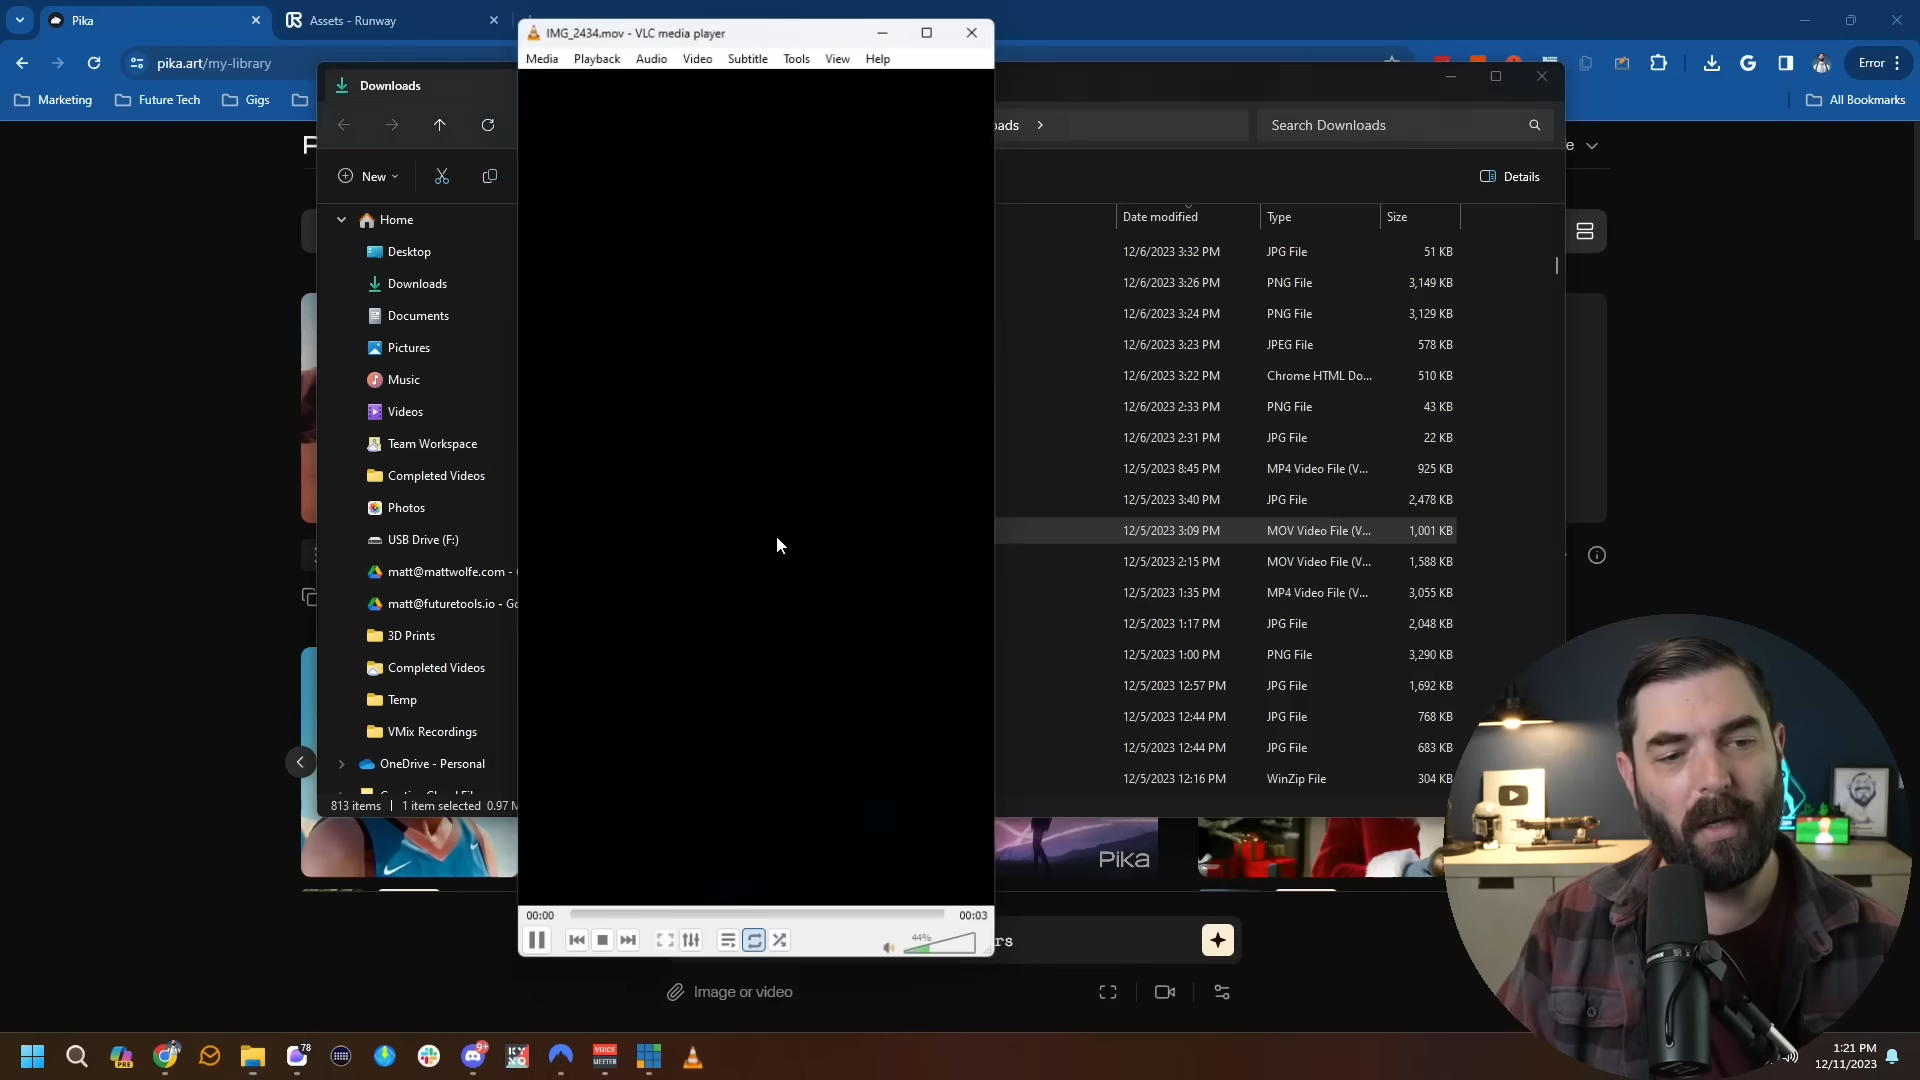 Pika
Assets - Runway
pika.art/my-library
Error
Marketing
Future Tech
Gigs
All Bookmarks
IMG_2434.mov - VLC media player
Media Playback Audio Video Subtitle Tools View Help
Downloads
oads
Search Downloads
New
Details
Home
Desktop
Downloads
Documents
Pictures
Music
Videos
Team Workspace
Completed Videos
Photos
USB Drive (F:)
matt@mattwolfe.com -
matt@futuretools.io - Go
3D Prints
Completed Videos
Temp
VMix Recordings
OneDrive - Personal
813 items 1 item selected 0.97 M
Date modified Type Size
12/6/2023 3:32 PM JPG File 51 KB
12/6/2023 3:26 PM PNG File 3,149 KB
12/6/2023 3:24 PM PNG File 3,129 KB
12/6/2023 3:23 PM JPEG File 578 KB
12/6/2023 3:22 PM Chrome HTML Do... 510 KB
12/6/2023 2:33 PM PNG File 43 KB
12/6/2023 2:31 PM JPG File 22 KB
12/5/2023 8:45 PM MP4 Video File (V... 925 KB
12/5/2023 3:40 PM JPG File 2,478 KB
12/5/2023 3:09 PM MOV Video File (V... 1,001 KB
12/5/2023 2:15 PM MOV Video File (V... 1,588 KB
12/5/2023 1:35 PM MP4 Video File (V... 3,055 KB
12/5/2023 1:17 PM JPG File 2,048 KB
12/5/2023 1:00 PM PNG File 3,290 KB
12/5/2023 12:57 PM JPG File 1,692 KB
12/5/2023 12:44 PM JPG File 768 KB
12/5/2023 12:44 PM JPG File 683 KB
12/5/2023 12:16 PM WinZip File 304 KB
Pika
00:00 00:03
44%
rs
Image or video
PRE
78
9+
VOICE
MEETER
1:21 PM
12/11/2023